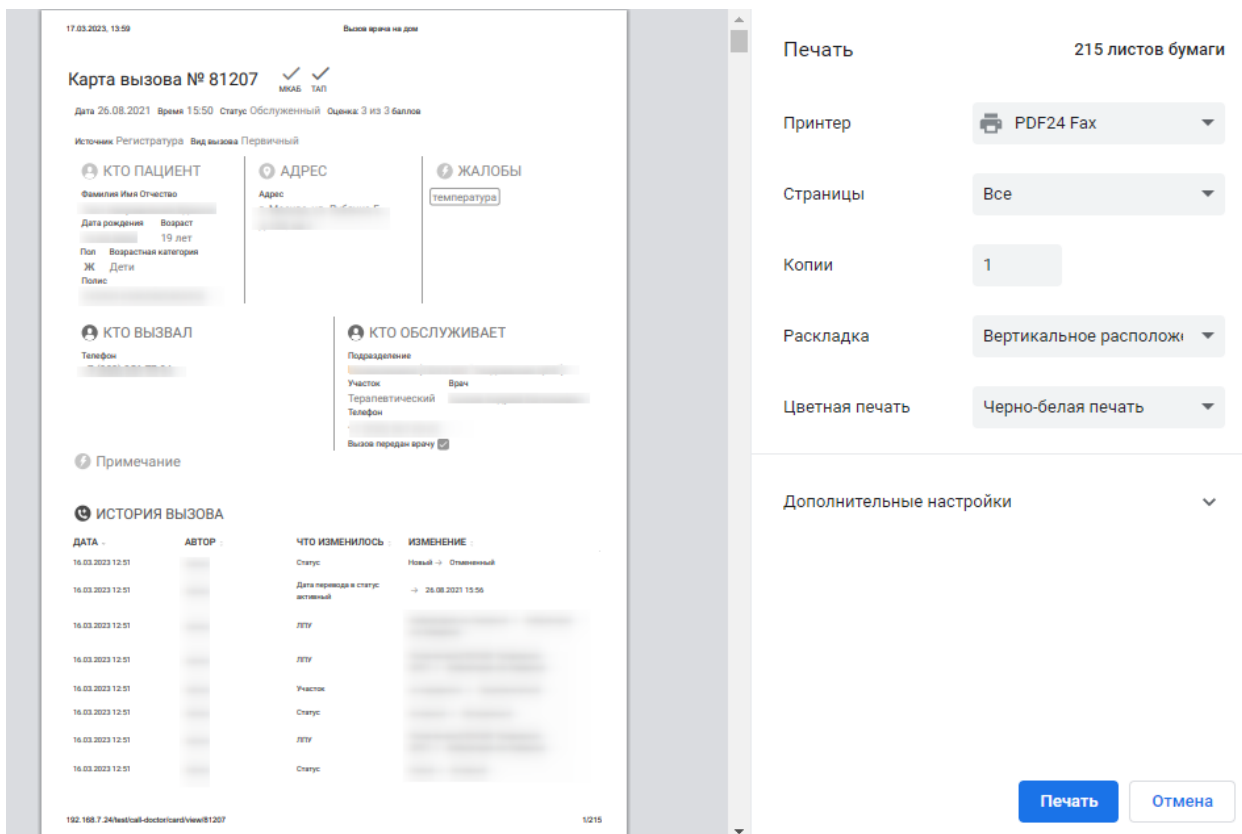 17.03.2023, 13:59 Вызов врача на дом
Карта вызова № 81207
МКАБ ТАП
Дата 26.08.2021 Время 15:50 Статус Обслуженный Оценка: 3 из 3 баллов
Источник Регистратура Вид вызова Первичный
КТО ПАЦИЕНТ
Фамилия Имя Отчество
Дата рождения Возраст
19 лет
Пол Возрастная категория
Ж Дети
Полис
АДРЕС
Адрес
ЖАЛОБЫ
температура
КТО ВЫЗВАЛ
Телефон
КТО ОБСЛУЖИВАЕТ
Подразделение
Участок Врач
Терапевтический
Телефон
Вызов передан врачу
Примечание
ИСТОРИЯ ВЫЗОВА
ДАТА АВТОР ЧТО ИЗМЕНИЛОСЬ ИЗМЕНЕНИЕ
16.03.2023 12:51 Статус Новый → Отмененный
16.03.2023 12:51 Дата перевода в статус активный → 26.08.2021 15:56
16.03.2023 12:51 ЛПУ
16.03.2023 12:51 ЛПУ
16.03.2023 12:51 Участок
16.03.2023 12:51 Статус
16.03.2023 12:51 ЛПУ
16.03.2023 12:51 Статус
192.168.7.24/test/call-doctor/card/view/81207 1/215
Печать 215 листов бумаги
Принтер PDF24 Fax
Страницы Все
Копии 1
Раскладка Вертикальное располож
Цветная печать Черно-белая печать
Дополнительные настройки
Печать Отмена